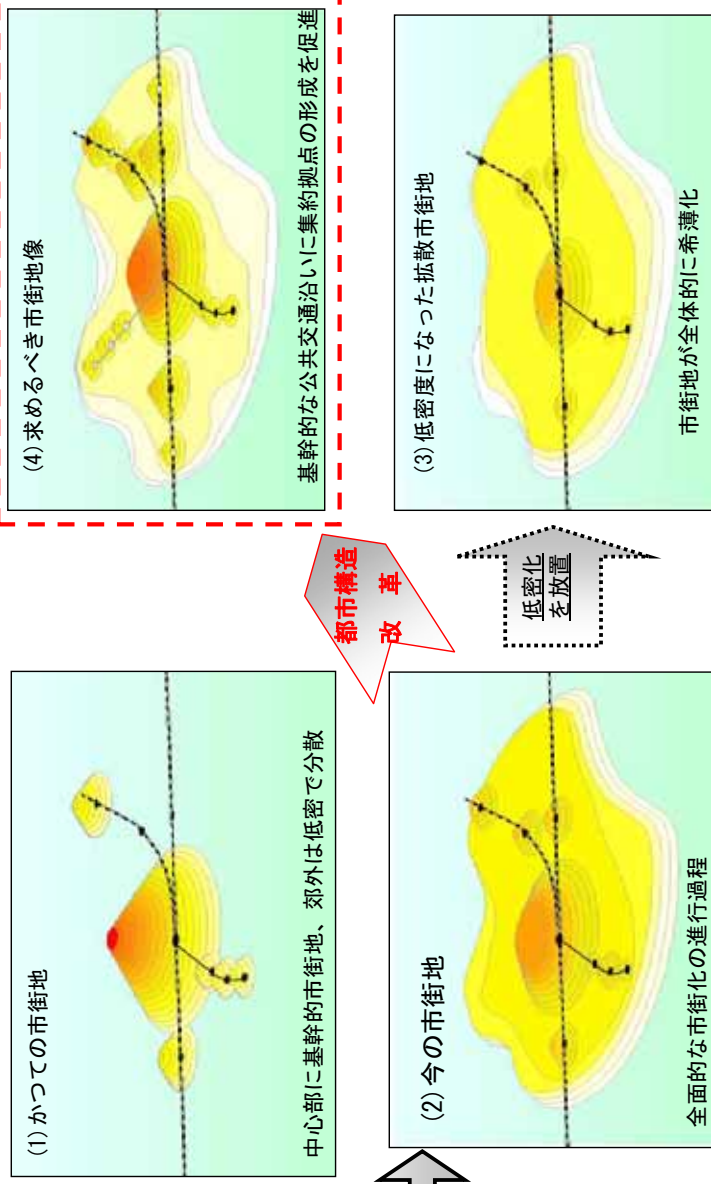 (1)かつての市街地
中心部に基幹的市街地、郊外は低密で分散
(2)今の市街地
全面的な市街化の進行過程
都市構造
改　革
低密化
を放置
(4)求めるべき市街地像
基幹的な公共交通沿いに集約拠点の形成を促進
(3)低密度になった拡散市街地
市街地が全体的に希薄化